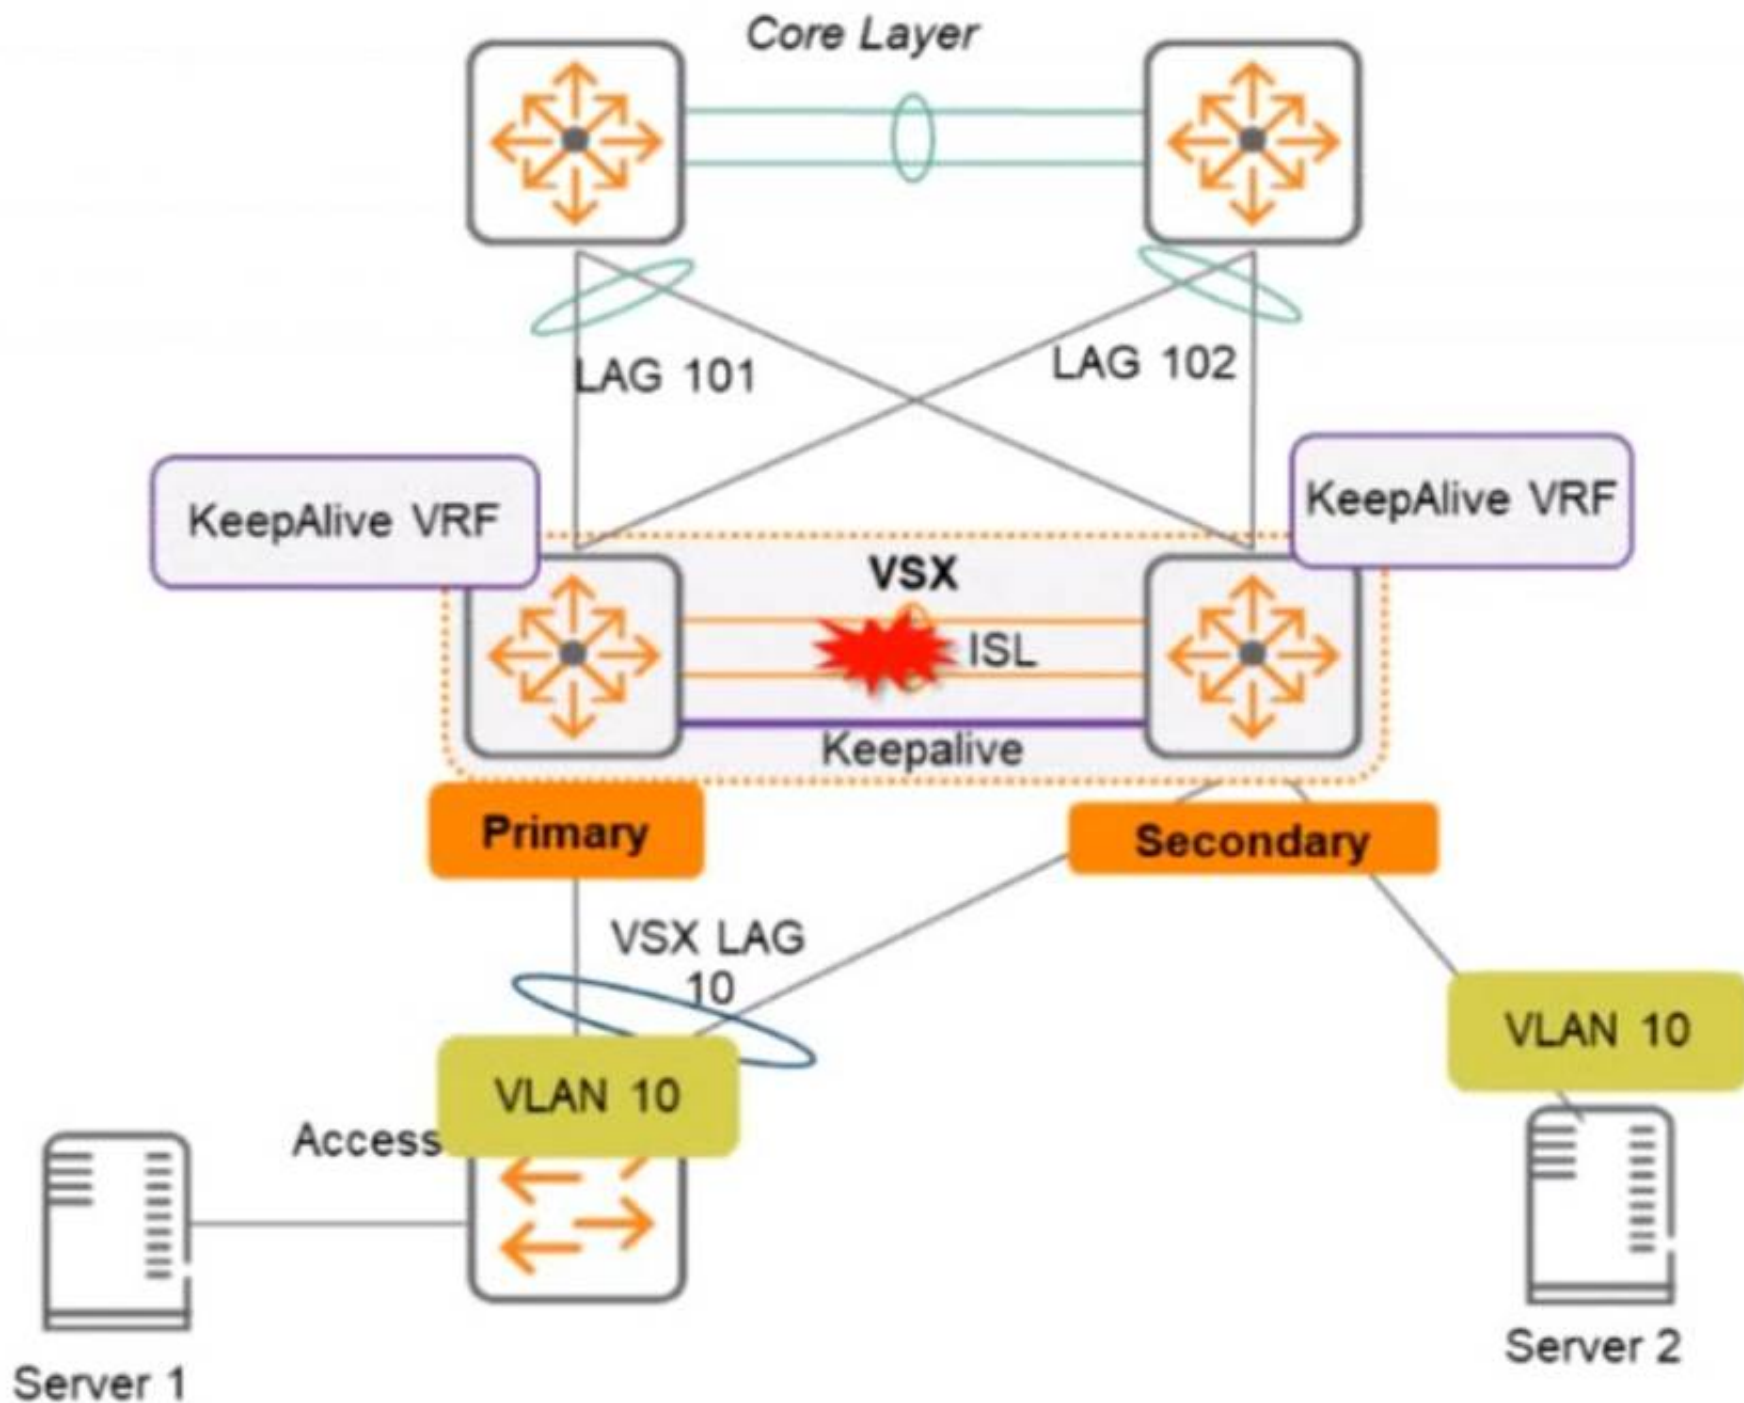 Core Layer
LAG 101
LAG 102
KeepAlive VRF
KeepAlive VRF
VSX
ISL
Keepalive
Primary
Secondary
VSX LAG
10
VLAN 10
VLAN 10
Access
Server 1
Server 2